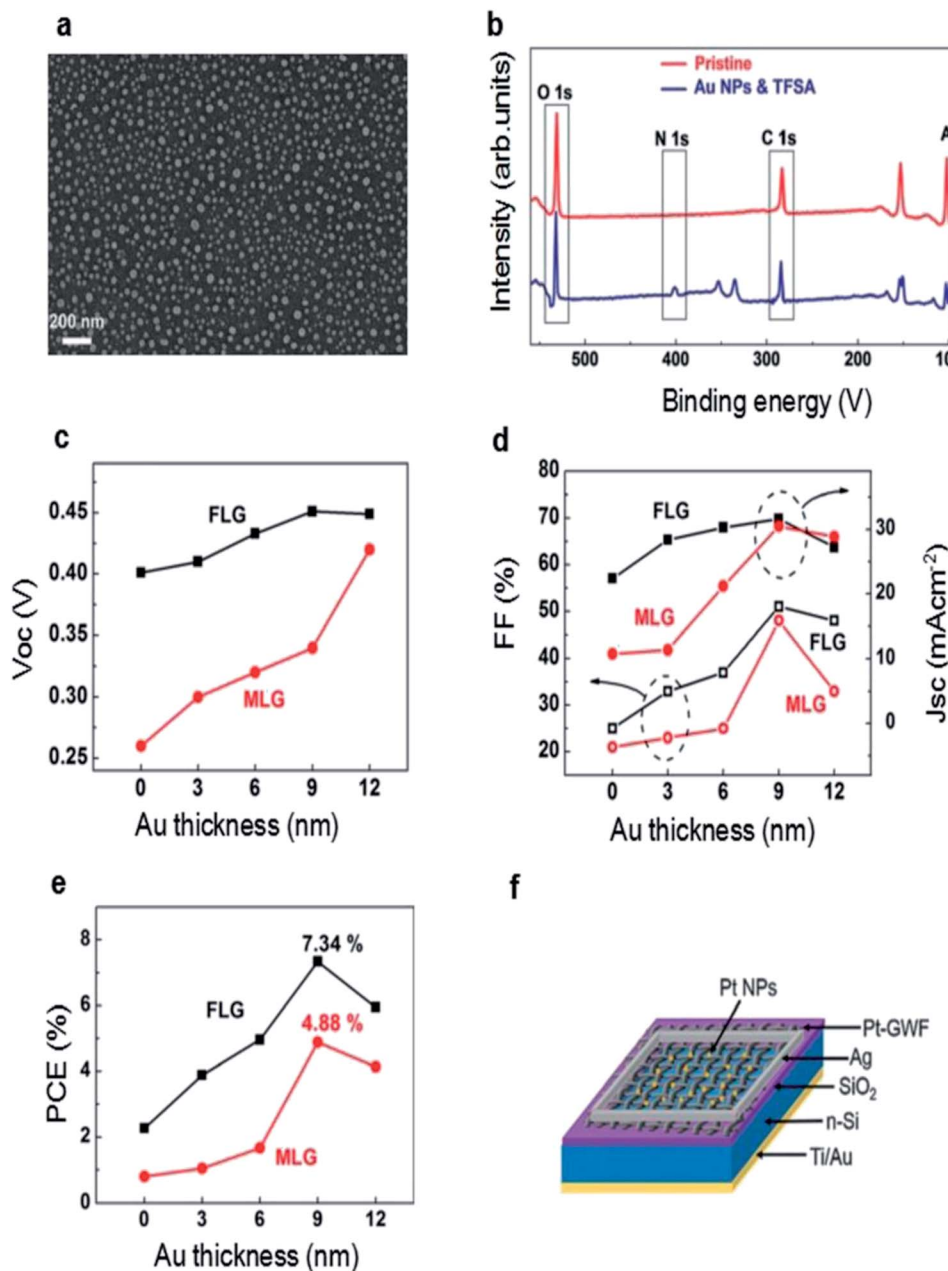 a
200 nm
b
Pristine
Au NPs & TFSA
O 1s
N 1s
C 1s
A
Intensity (arb.units)
500
400
300
200
100
Binding energy (V)
c
FLG
MLG
0.45
0.40
0.35
0.30
0.25
Voc (V)
0 3 6 9 12
Au thickness (nm)
d
80
70
60
50
40
30
20
FF (%)
FLG
MLG
FLG
MLG
30
20
10
0
Jsc (mAcm⁻²)
0 3 6 9 12
Au thickness (nm)
e
8
6
4
2
0
PCE (%)
7.34 %
FLG
4.88 %
MLG
0 3 6 9 12
Au thickness (nm)
f
Pt NPs
Pt-GWF
Ag
SiO₂
n-Si
Ti/Au